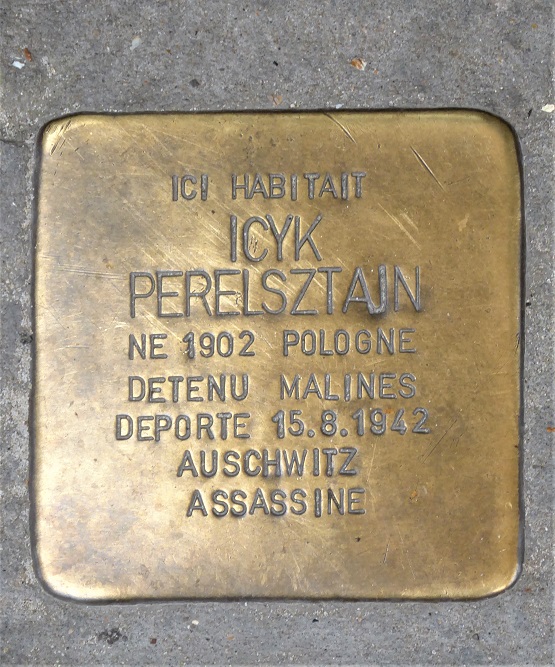 ICI HABITAIT
ICYK
PERELSZTAJN
NE 1902 POLOGNE
DETENU MALINES
DEPORTE 15.8.1942
AUSCHWITZ
ASSASSINE